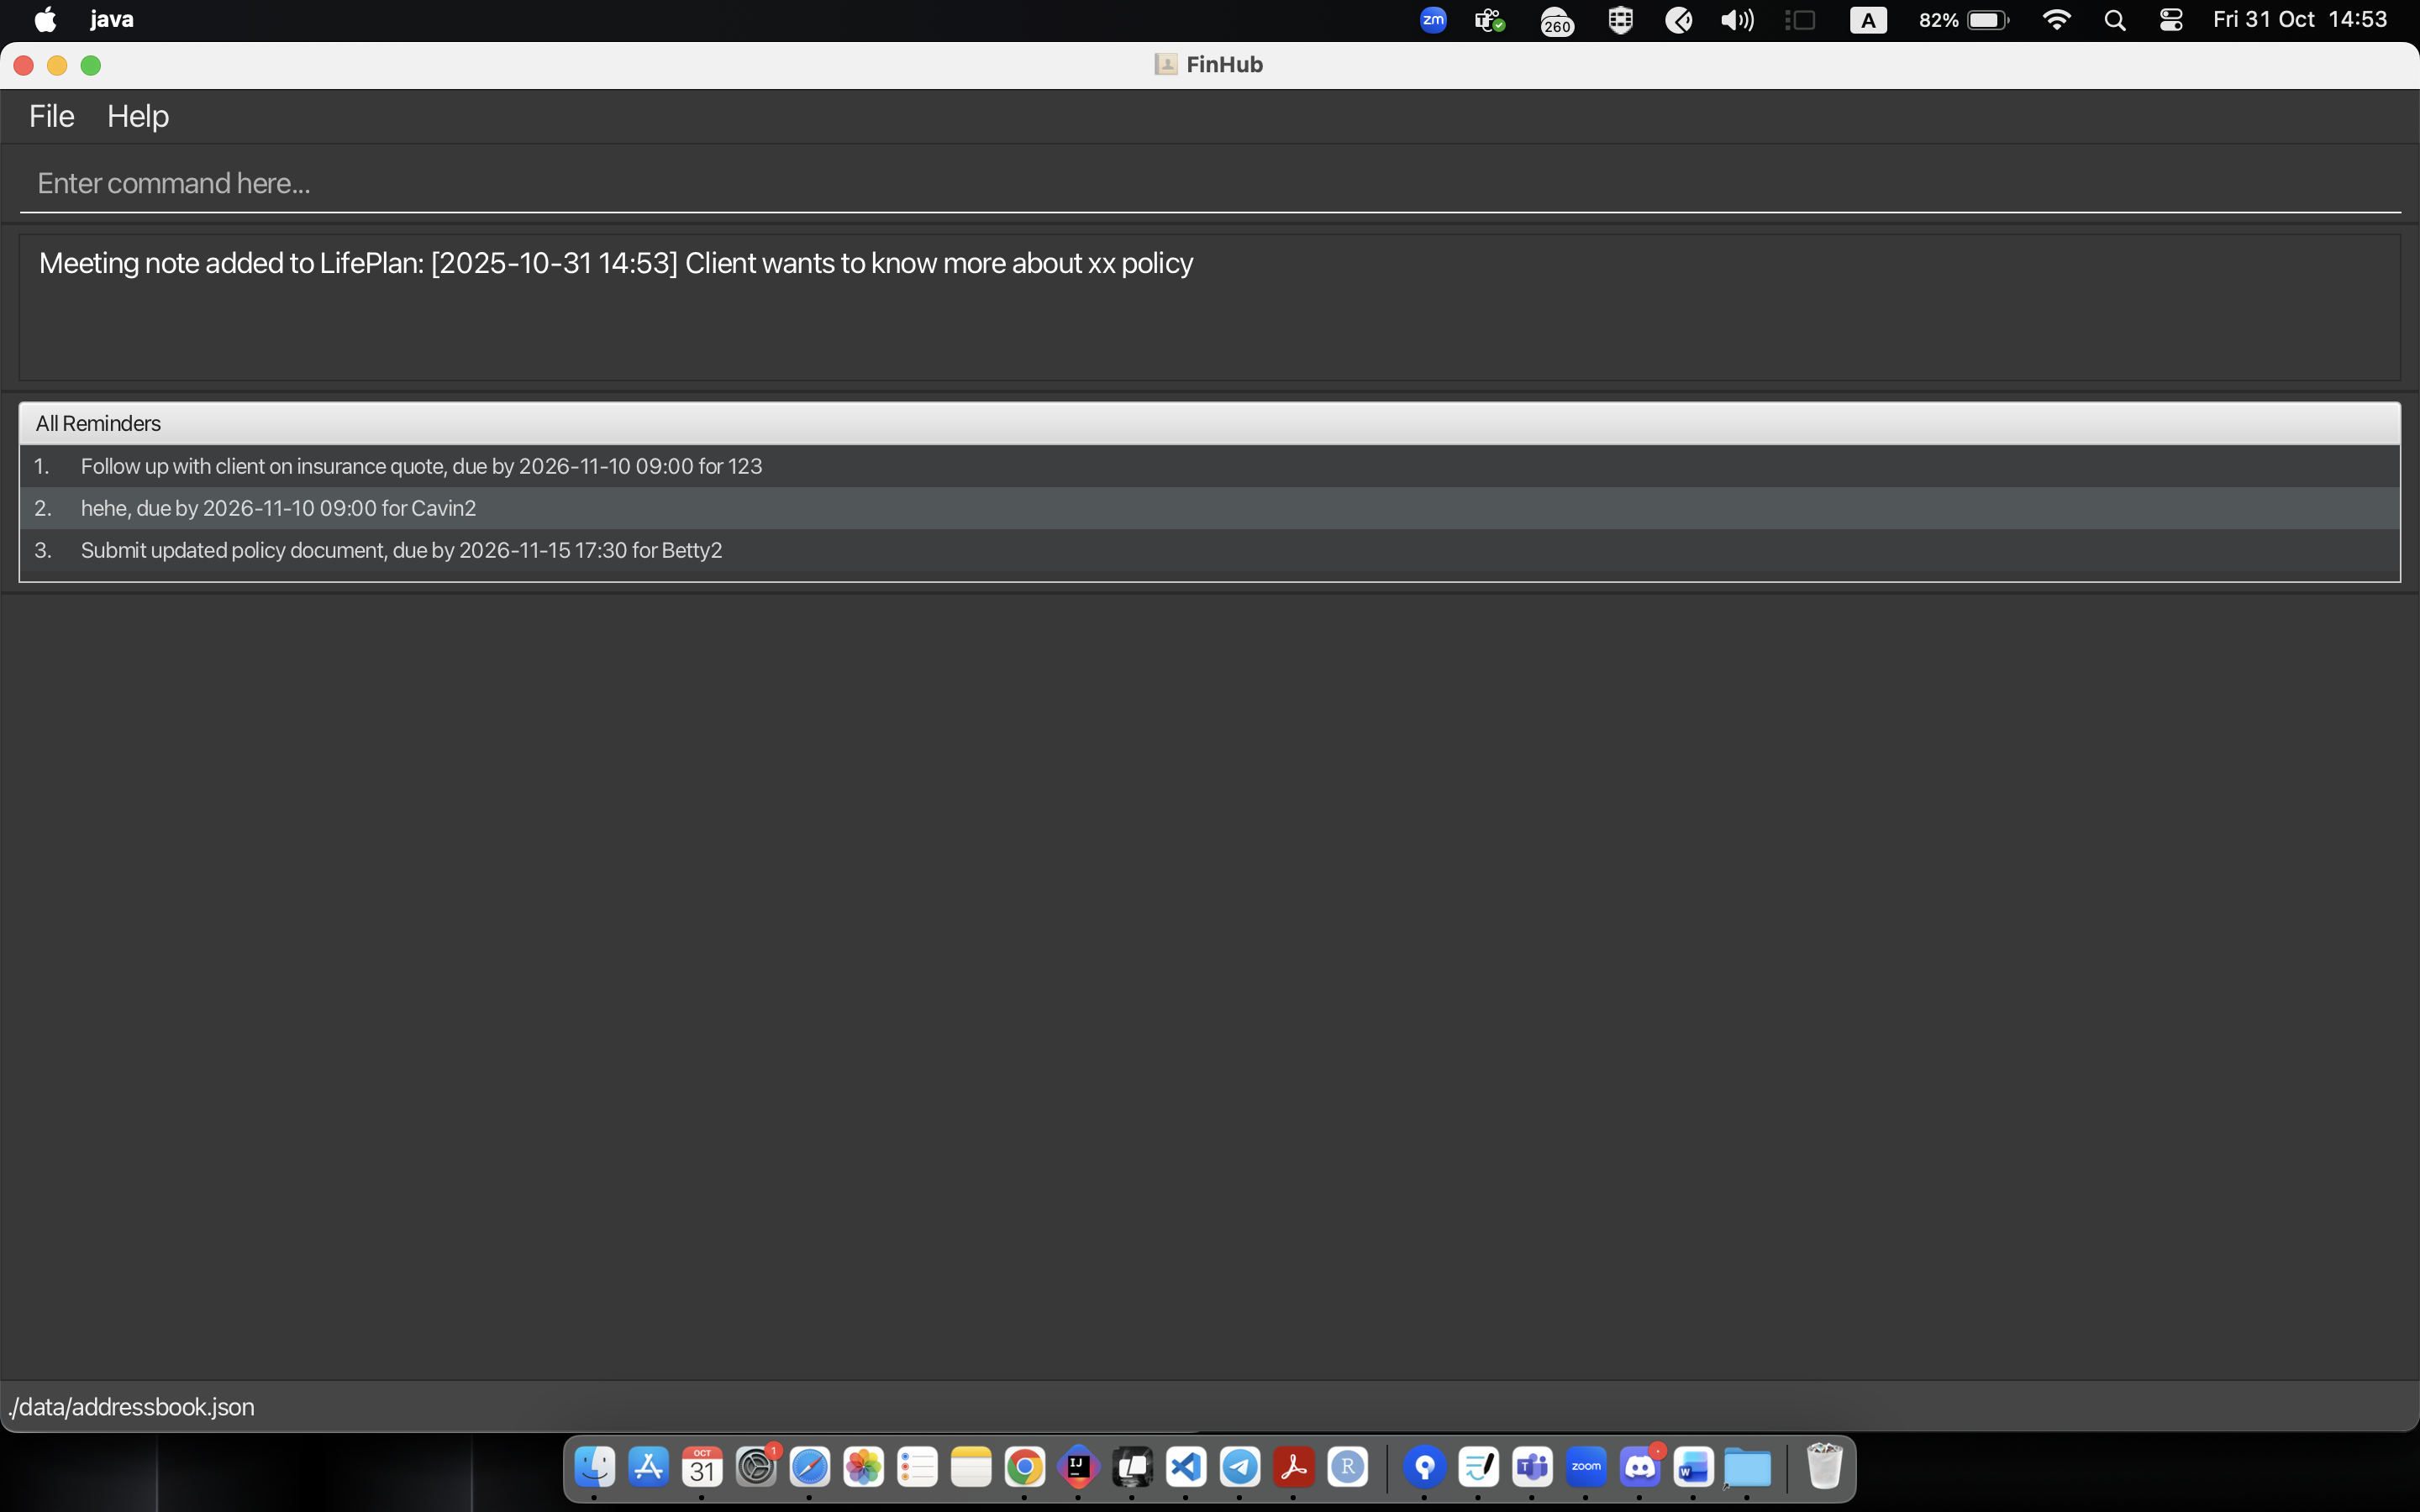 java
zm
260
A
82%
Fri 31 Oct 14:53
FinHub
File Help
Enter command here...
Meeting note added to LifePlan: [2025-10-31 14:53] Client wants to know more about xx policy
All Reminders
1. Follow up with client on insurance quote, due by 2026-11-10 09:00 for 123
2. hehe, due by 2026-11-10 09:00 for Cavin2
3. Submit updated policy document, due by 2026-11-15 17:30 for Betty2
./data/addressbook.json
OCT
31
1
IJ
R
T
zoom
W